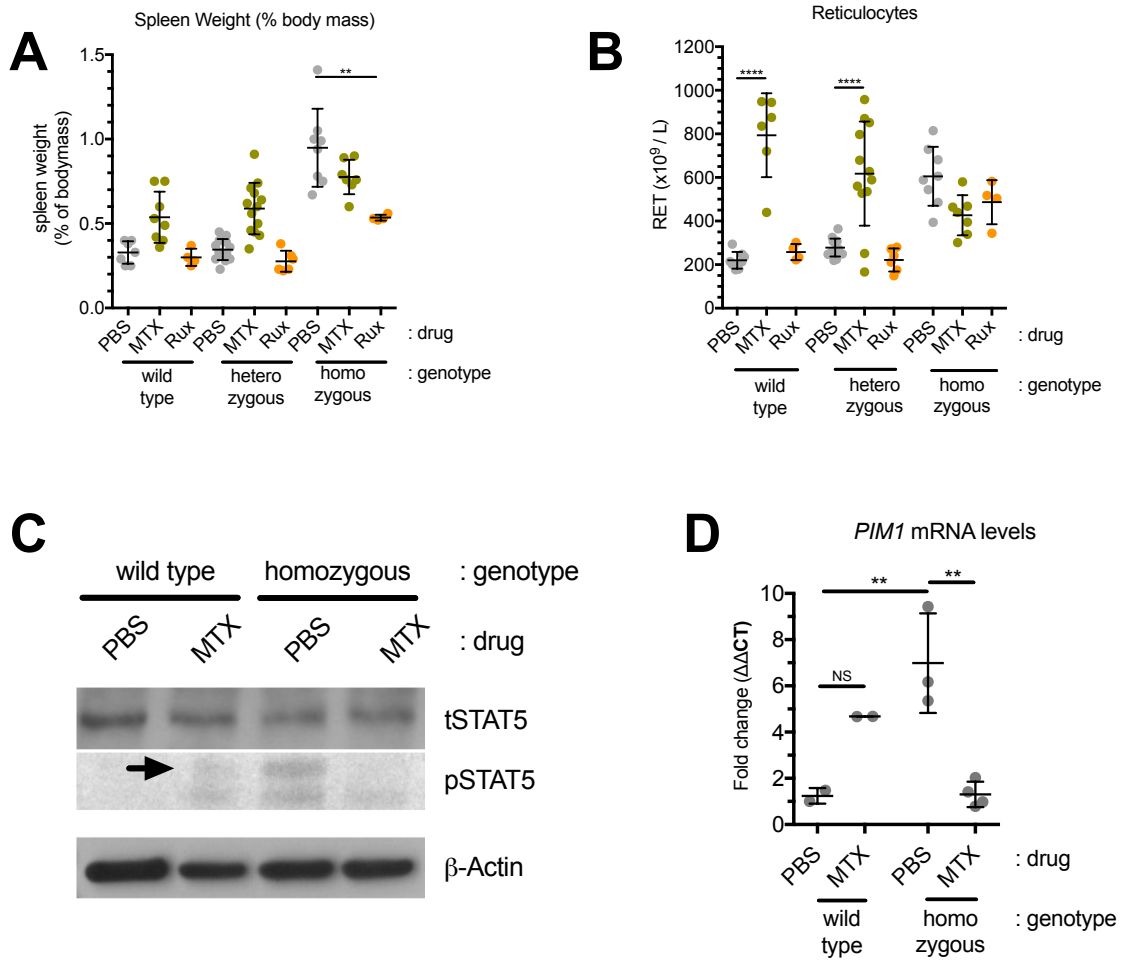 A
Spleen Weight (% body mass)
spleen weight
(% of bodymass)
1.5
1.0
0.5
0.0
**
PBS MTX Rux PBS MTX Rux PBS MTX Rux : drug
wild type hetero zygous homo zygous : genotype
B
Reticulocytes
RET (x10⁹ / L)
1200
1000
800
600
400
200
0
**** ****
PBS MTX Rux PBS MTX Rux PBS MTX Rux : drug
wild type hetero zygous homo zygous : genotype
C
wild type homozygous : genotype
PBS MTX PBS MTX : drug
tSTAT5
pSTAT5
β-Actin
D
PIM1 mRNA levels
Fold change (ΔΔCT)
10
8
6
4
2
0
** **
NS
PBS MTX PBS MTX : drug
wild type homo zygous : genotype